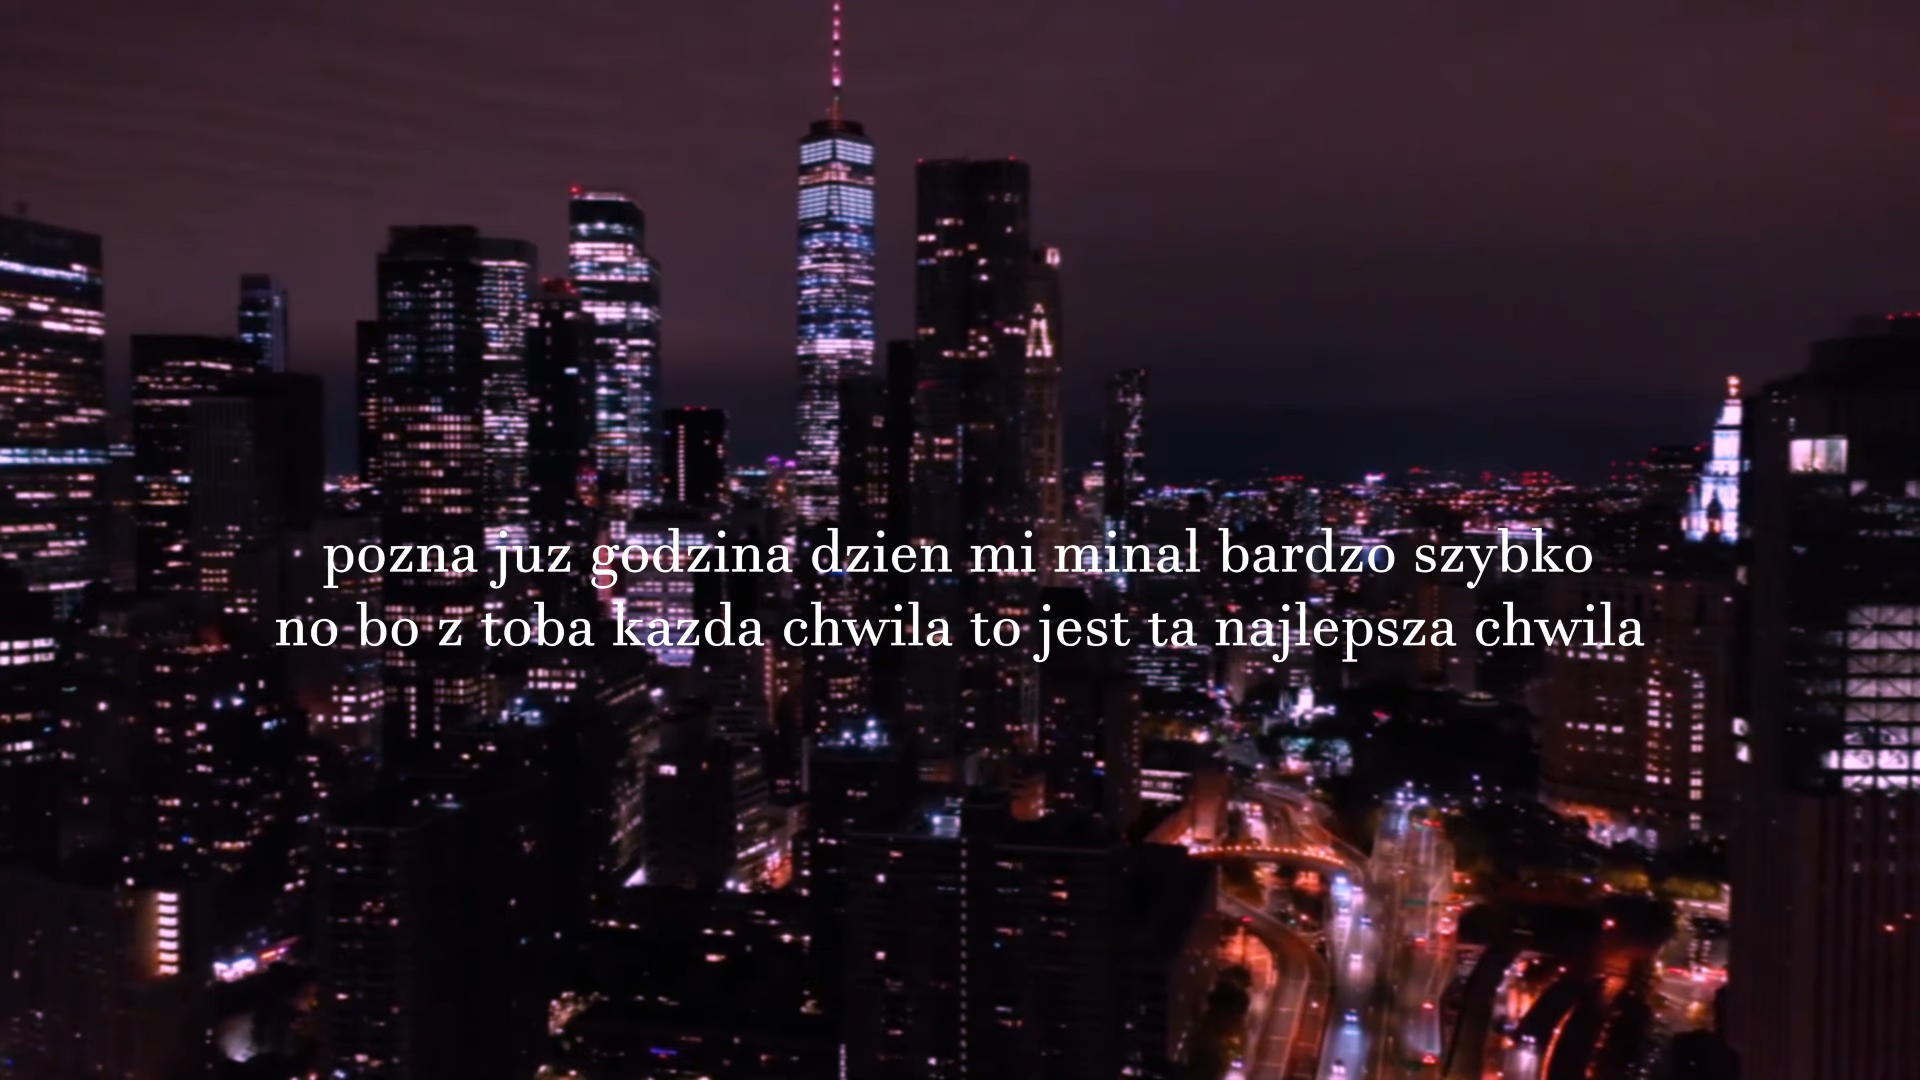 pozna juz godzina dzien mi minal bardzo szybko
no bo z toba kazda chwila to jest ta najlepsza chwila